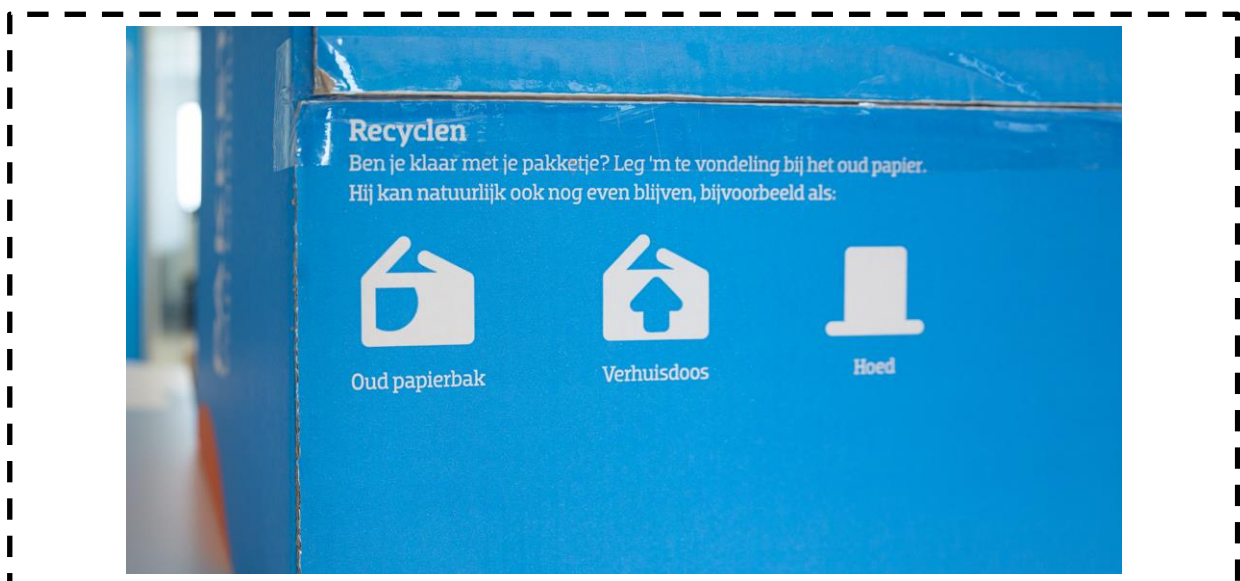 Recyclen
Ben je klaar met je pakketje? Leg 'm te vondeling bij het oud papier.
Hij kan natuurlijk ook nog even blijven, bijvoorbeeld als:
Oud papierbak
Verhuisdoos
Hoed